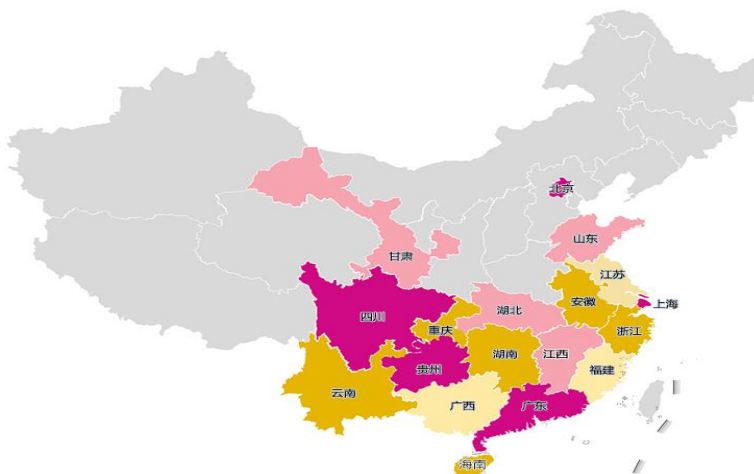 北京
山东
甘肃
江苏
安徽
上海
四川
湖北
重庆
浙江
湖南
江西
贵州
福建
云南
广西
广东
海南